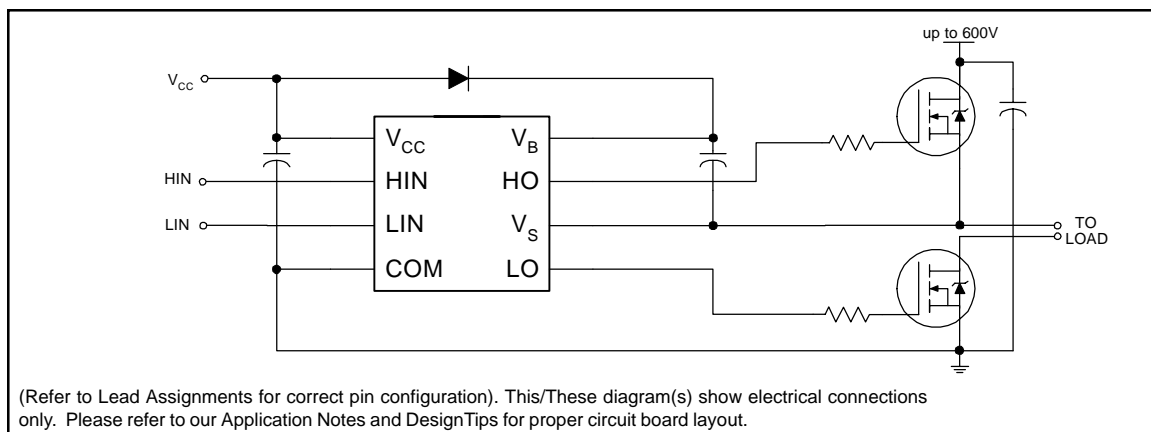 up to 600V
VCC
VCC VB
HIN HIN HO
LIN LIN VS TO
LOAD
COM LO
(Refer to Lead Assignments for correct pin configuration). This/These diagram(s) show electrical connections
only. Please refer to our Application Notes and DesignTips for proper circuit board layout.